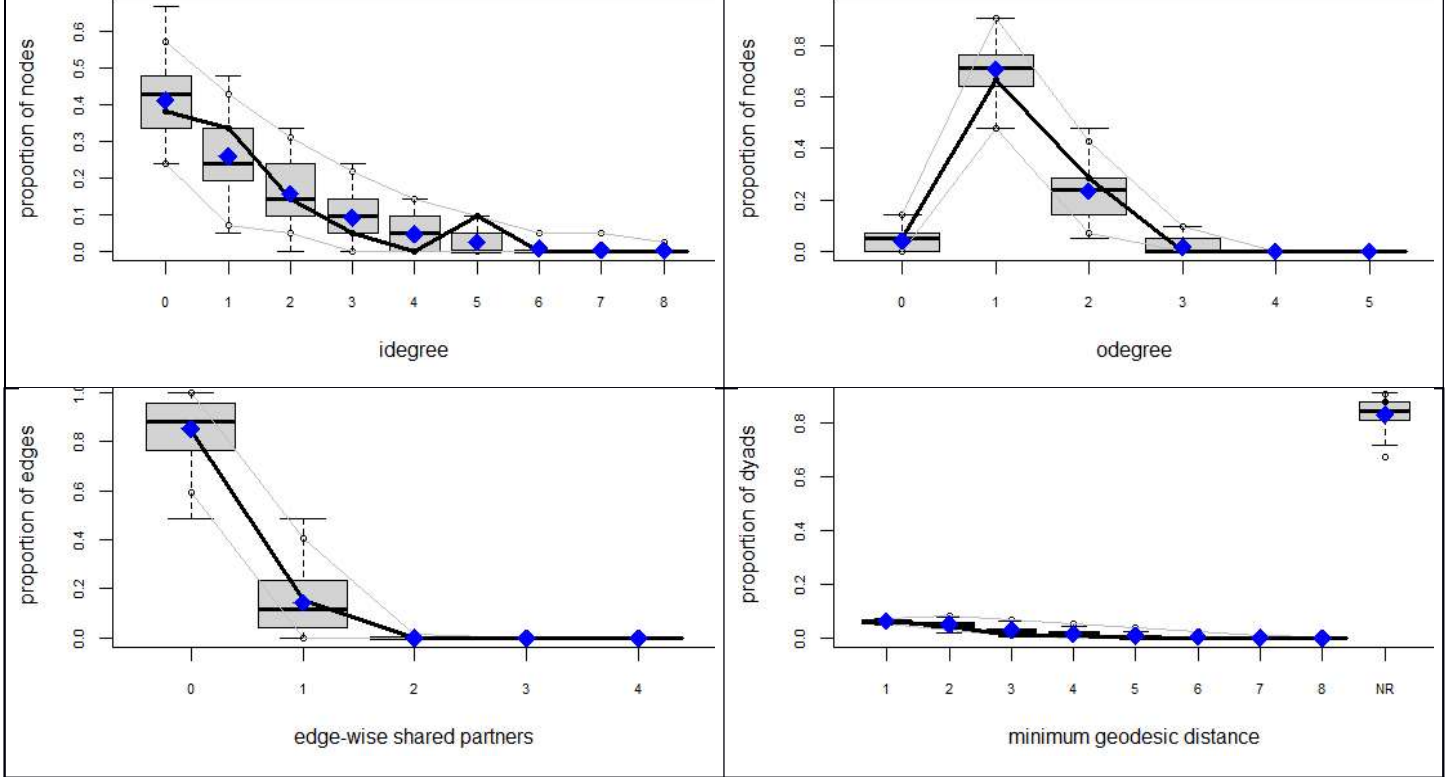 proportion of nodes
0.0 0.1 0.2 0.3 0.4 0.5 0.6
0 1 2 3 4 5 6 7 8
idegree
proportion of nodes
0.0 0.2 0.4 0.6 0.8
0 1 2 3 4 5
odegree
proportion of edges
0.0 0.2 0.4 0.6 0.8 1.0
0 1 2 3 4
edge-wise shared partners
proportion of dyads
0.0 0.2 0.4 0.6 0.8
1 2 3 4 5 6 7 8 NR
minimum geodesic distance